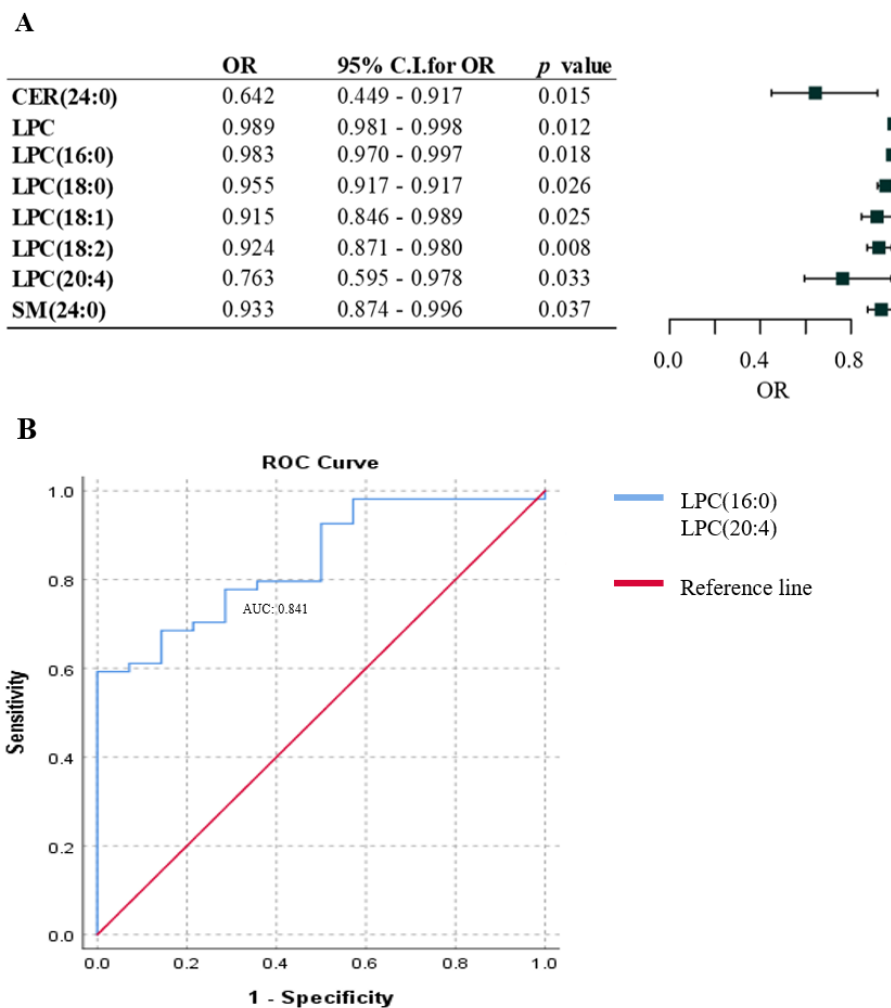 A
OR 95% C.I.for OR p value
CER(24:0) 0.642 0.449 - 0.917 0.015
LPC 0.989 0.981 - 0.998 0.012
LPC(16:0) 0.983 0.970 - 0.997 0.018
LPC(18:0) 0.955 0.917 - 0.917 0.026
LPC(18:1) 0.915 0.846 - 0.989 0.025
LPC(18:2) 0.924 0.871 - 0.980 0.008
LPC(20:4) 0.763 0.595 - 0.978 0.033
SM(24:0) 0.933 0.874 - 0.996 0.037
0.0 0.4 0.8
OR
B
ROC Curve
1.0
0.8
0.6
0.4
0.2
0.0
Sensitivity
AUC: 0.841
0.0 0.2 0.4 0.6 0.8 1.0
1 - Specificity
LPC(16:0)
LPC(20:4)
Reference line